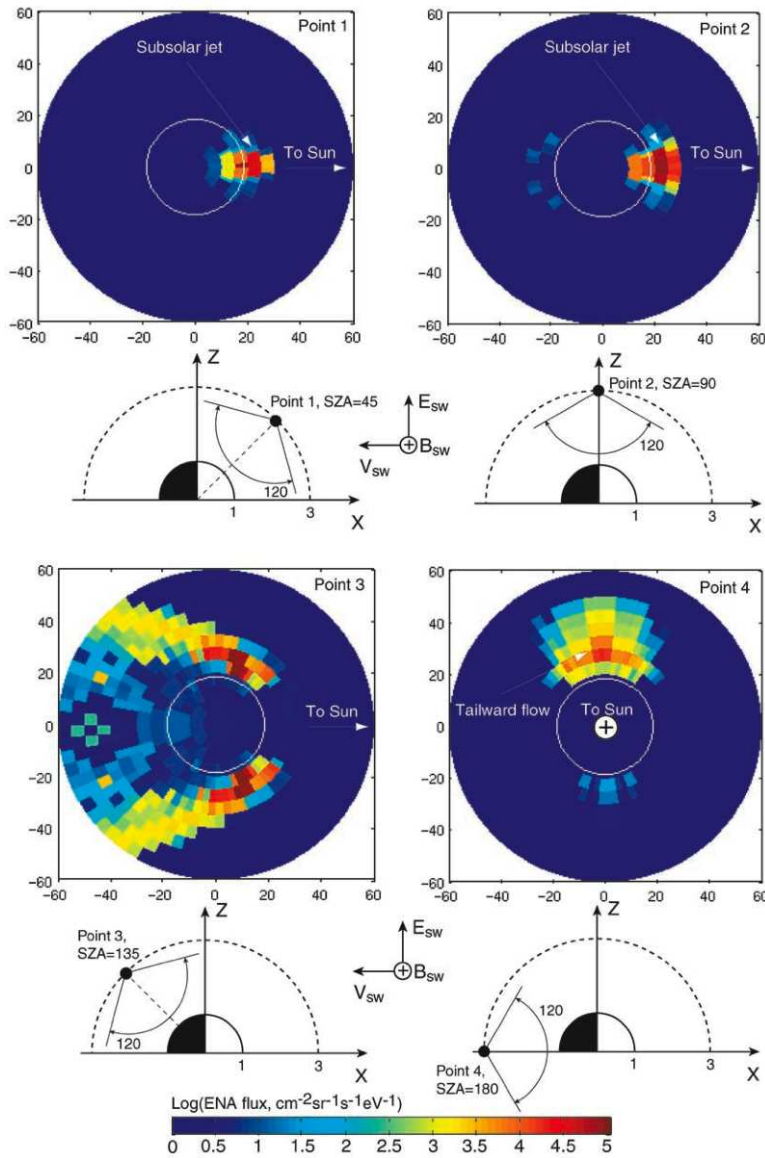 Point 1
Subsolar jet
To Sun
60
40
20
0
−20
−40
−60
−60 −40 −20 0 20 40 60
Point 2
Subsolar jet
To Sun
60
40
20
0
−20
−40
−60
−60 −40 −20 0 20 40 60
Z
Point 1, SZA=45
120
1 3
X
E_SW
B_SW
V_SW
Z
Point 2, SZA=90
120
1 3
X
Point 3
To Sun
60
40
20
0
−20
−40
−60
−60 −40 −20 0 20 40 60
Point 4
Tailward flow
To Sun
60
40
20
0
−20
−40
−60
−60 −40 −20 0 20 40 60
Z
Point 3,
SZA=135
120
1 3
X
E_SW
B_SW
V_SW
Z
120
Point 4,
SZA=180
1 3
X
Log(ENA flux, cm⁻²sr⁻¹s⁻¹eV⁻¹)
0 0.5 1 1.5 2 2.5 3 3.5 4 4.5 5